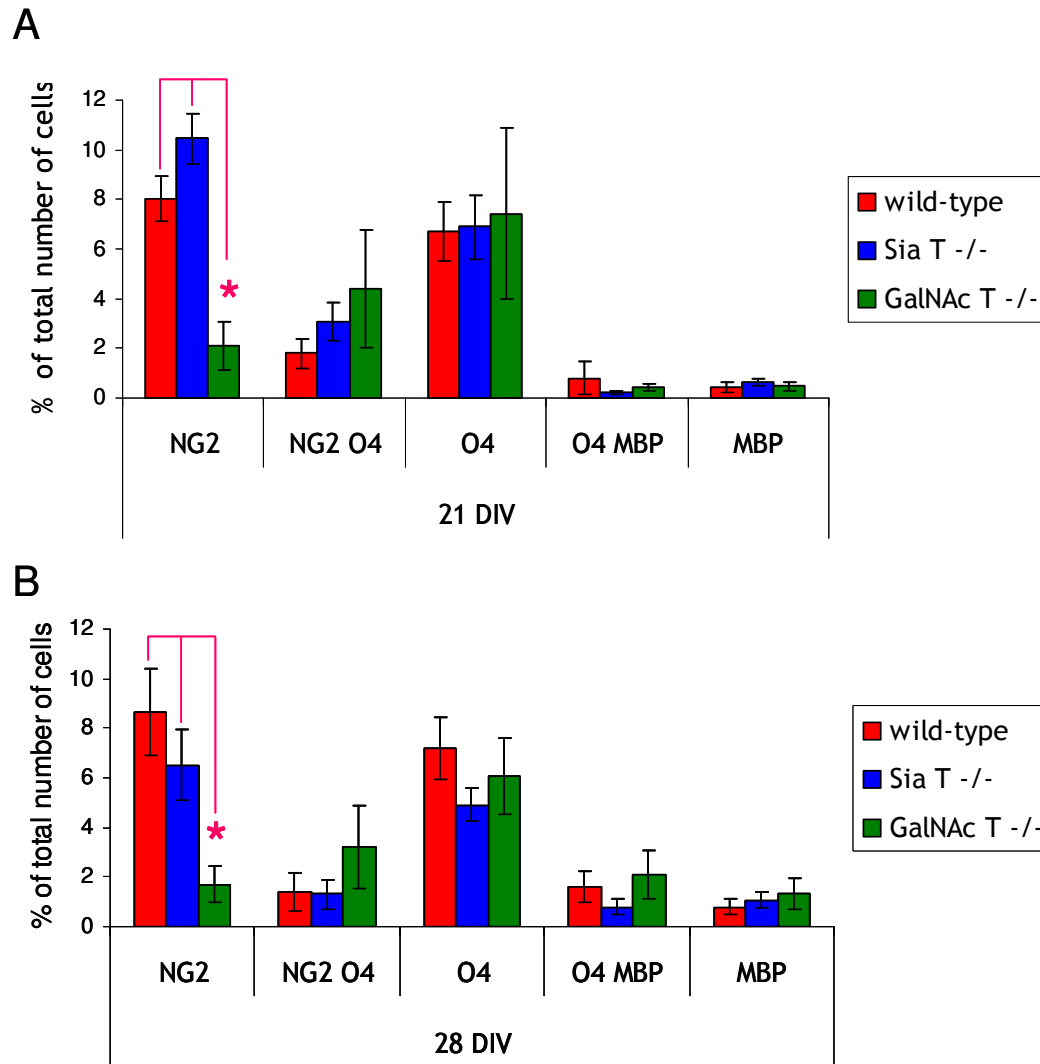 A
% of total number of cells
12
10
8
6
4
2
0
*
NG2
NG2 O4
O4
O4 MBP
MBP
21 DIV
wild-type
Sia T -/-
GalNAc T -/-
B
% of total number of cells
12
10
8
6
4
2
0
*
NG2
NG2 O4
O4
O4 MBP
MBP
28 DIV
wild-type
Sia T -/-
GalNAc T -/-